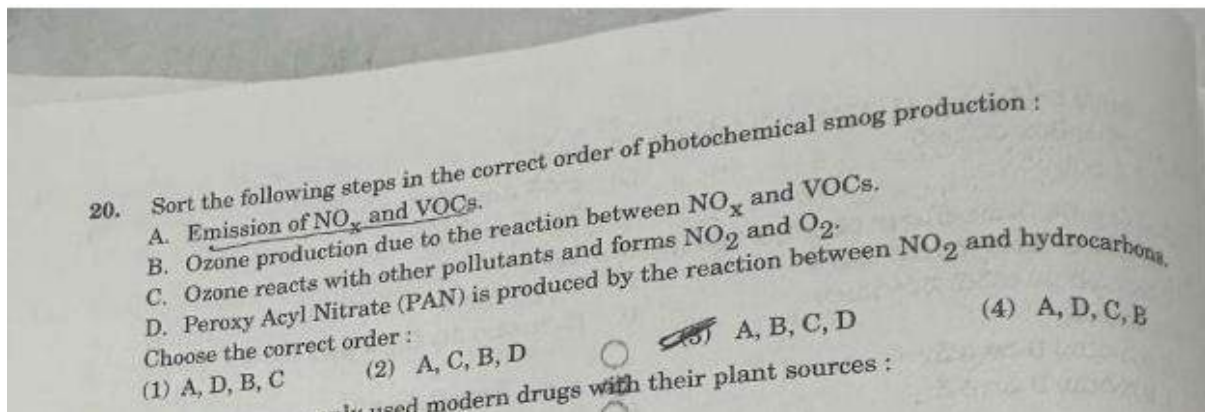 20. Sort the following steps in the correct order of photochemical smog production :
A. Emission of NOₓ and VOCs.
B. Ozone production due to the reaction between NOₓ and VOCs.
C. Ozone reacts with other pollutants and forms NO₂ and O₂.
D. Peroxy Acyl Nitrate (PAN) is produced by the reaction between NO₂ and hydrocarbons.
Choose the correct order :
(1) A, D, B, C (2) A, C, B, D (3) A, B, C, D (4) A, D, C, B
used modern drugs with their plant sources :